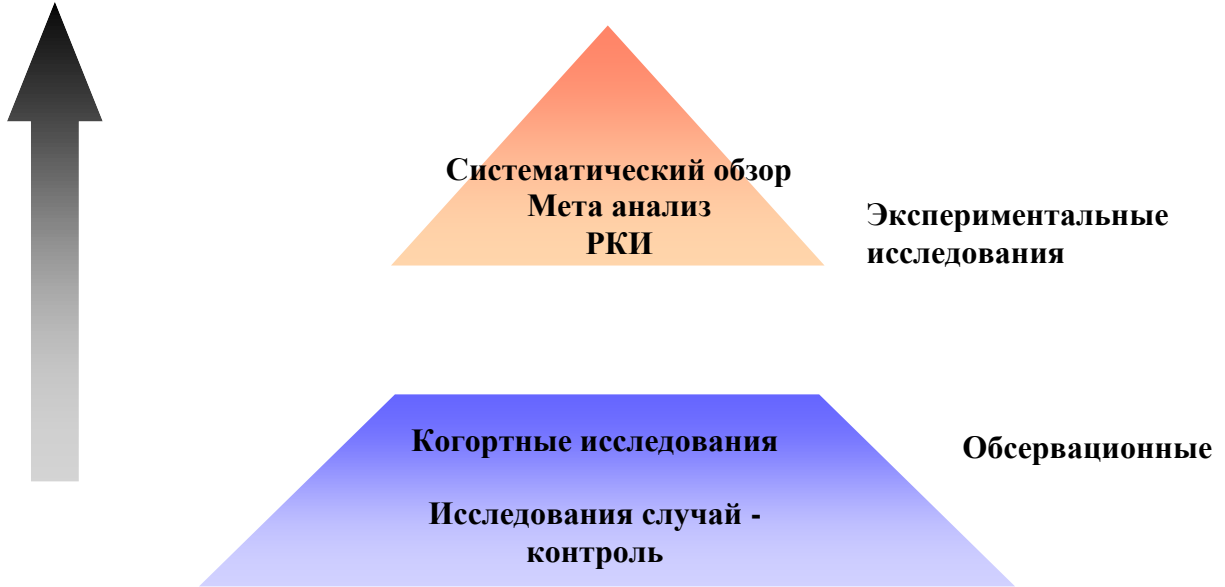 Систематический обзор
Мета анализ
РКИ
Экспериментальные
исследования
Когортные исследования
Обсервационные
Исследования случай -
контроль